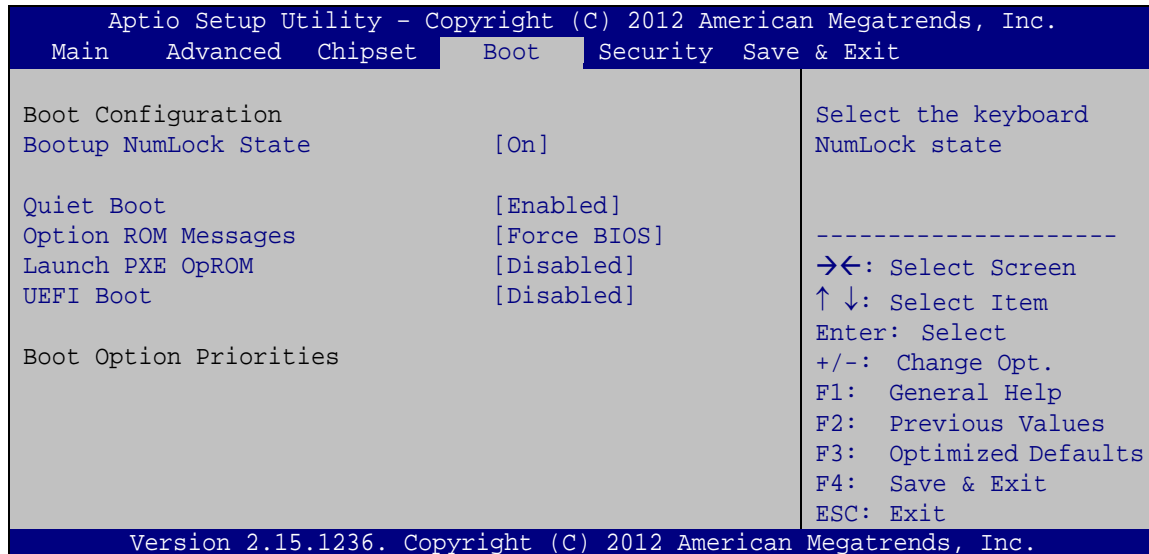 Aptio Setup Utility – Copyright (C) 2012 American Megatrends, Inc.
Main Advanced Chipset Boot Security Save & Exit
Boot Configuration
Bootup NumLock State [On]
Quiet Boot [Enabled]
Option ROM Messages [Force BIOS]
Launch PXE OpROM [Disabled]
UEFI Boot [Disabled]
Boot Option Priorities
Select the keyboard
NumLock state
---------------------
→←: Select Screen
↑ ↓: Select Item
Enter: Select
+/-: Change Opt.
F1: General Help
F2: Previous Values
F3: Optimized Defaults
F4: Save & Exit
ESC: Exit
Version 2.15.1236. Copyright (C) 2012 American Megatrends, Inc.